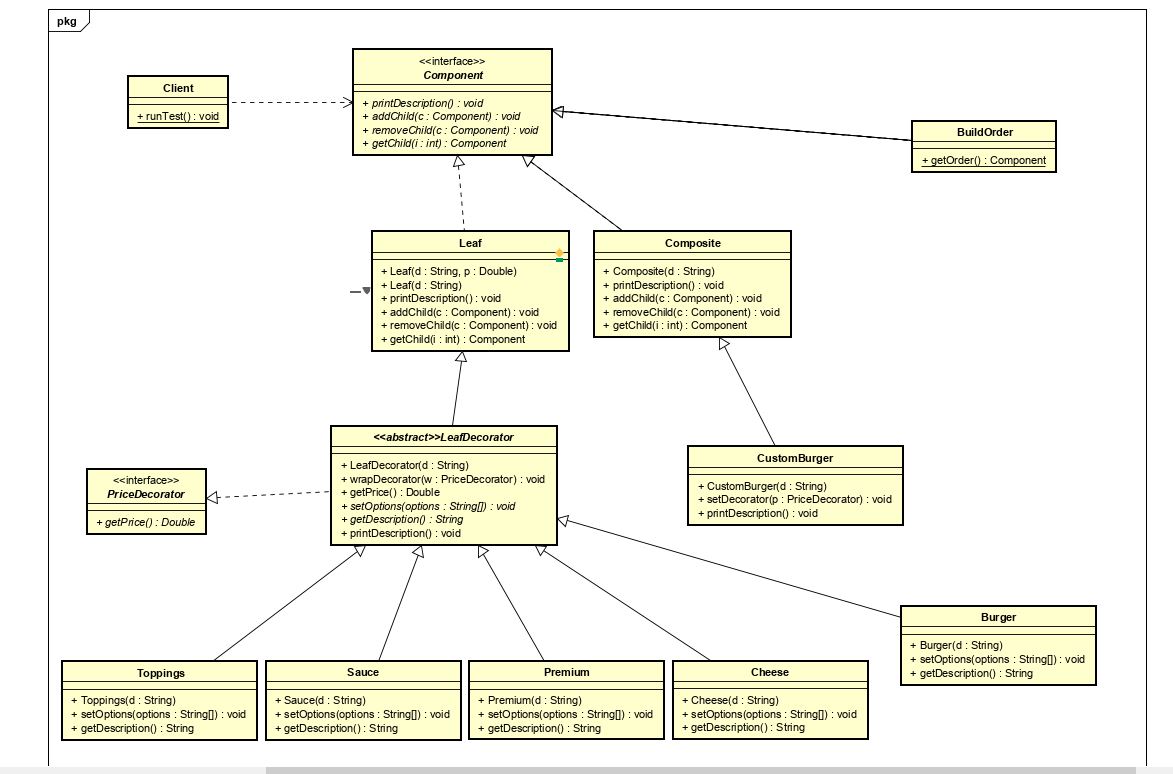 pkg
<<interface>>
Component
+ printDescription() : void
+ addChild(c : Component) : void
+ removeChild(c : Component) : void
+ getChild(i : int) : Component
Client
+ runTest() : void
BuildOrder
+ getOrder() : Component
Leaf
+ Leaf(d : String, p : Double)
+ Leaf(d : String)
+ printDescription() : void
+ addChild(c : Component) : void
+ removeChild(c : Component) : void
+ getChild(i : int) : Component
Composite
+ Composite(d : String)
+ printDescription() : void
+ addChild(c : Component) : void
+ removeChild(c : Component) : void
+ getChild(i : int) : Component
<<abstract>>LeafDecorator
+ LeafDecorator(d : String)
+ wrapDecorator(w : PriceDecorator) : void
+ getPrice() : Double
+ setOptions(options : String[]) : void
+ getDescription() : String
+ printDescription() : void
<<interface>>
PriceDecorator
+ getPrice() : Double
CustomBurger
+ CustomBurger(d : String)
+ setDecorator(p : PriceDecorator) : void
+ printDescription() : void
Burger
+ Burger(d : String)
+ setOptions(options : String[]) : void
+ getDescription() : String
Toppings
+ Toppings(d : String)
+ setOptions(options : String[]) : void
+ getDescription() : String
Sauce
+ Sauce(d : String)
+ setOptions(options : String[]) : void
+ getDescription() : String
Premium
+ Premium(d : String)
+ setOptions(options : String[]) : void
+ getDescription() : String
Cheese
+ Cheese(d : String)
+ setOptions(options : String[]) : void
+ getDescription() : String